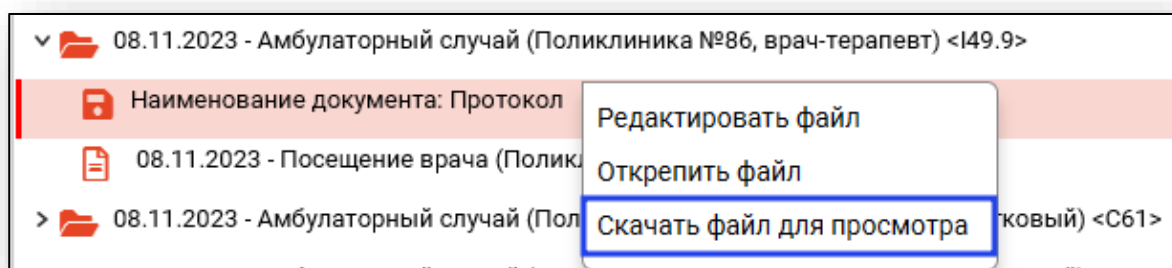 08.11.2023 - Амбулаторный случай (Поликлиника №86, врач-терапевт) <I49.9>
Наименование документа: Протокол
Редактировать файл
08.11.2023 - Посещение врача (Поликл
Открепить файл
08.11.2023 - Амбулаторный случай (Пол
Скачать файл для просмотра
ковый) <C61>